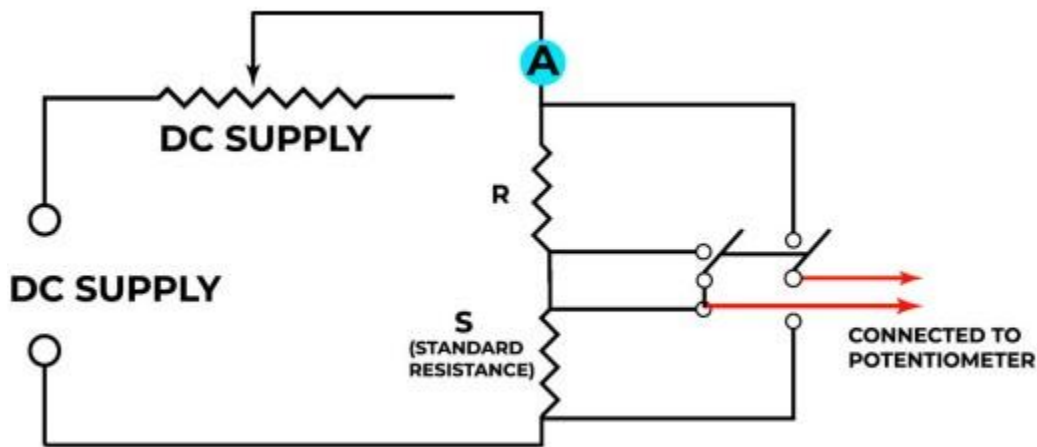 A
DC SUPPLY
R
DC SUPPLY
S
(STANDARD
RESISTANCE)
CONNECTED TO
POTENTIOMETER